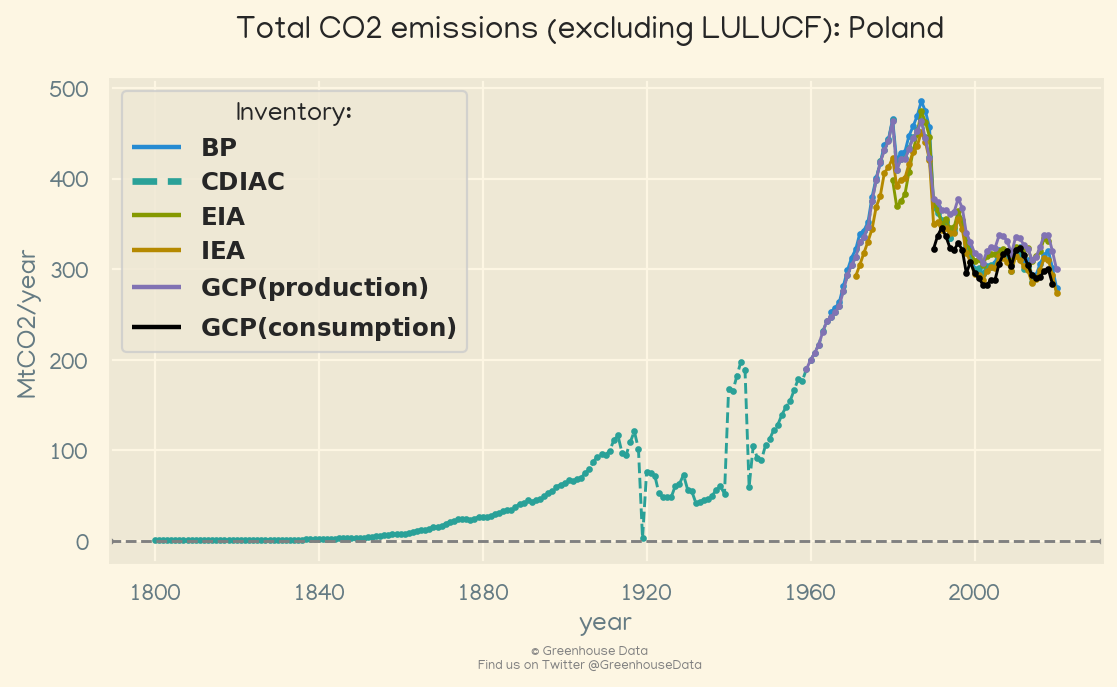 Total CO2 emissions (excluding LULUCF): Poland
MtCO2/year
500
400
300
200
100
0
Inventory:
BP
CDIAC
EIA
IEA
GCP(production)
GCP(consumption)
1800 1840 1880 1920 1960 2000
year
© Greenhouse Data
Find us on Twitter @GreenhouseData